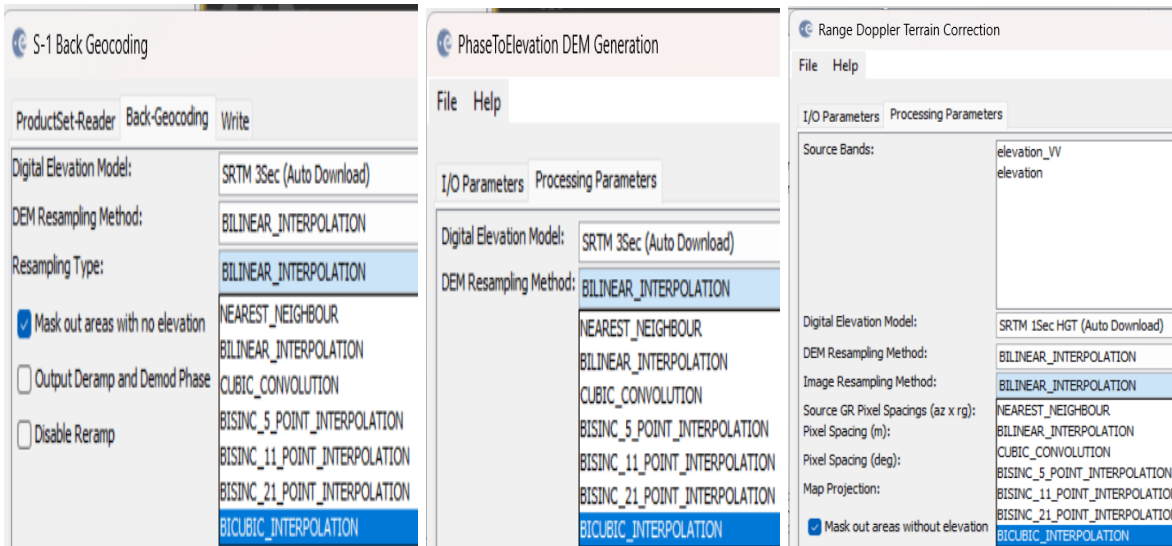 S-1 Back Geocoding
ProductSet-Reader Back-Geocoding Write
Digital Elevation Model: SRTM 3Sec (Auto Download)
DEM Resampling Method: BILINEAR_INTERPOLATION
Resampling Type: BILINEAR_INTERPOLATION
NEAREST_NEIGHBOUR
Mask out areas with no elevation
BILINEAR_INTERPOLATION
Output Deramp and Demod Phase
CUBIC_CONVOLUTION
BISINC_5_POINT_INTERPOLATION
Disable Reramp
BISINC_11_POINT_INTERPOLATION
BISINC_21_POINT_INTERPOLATION
BICUBIC_INTERPOLATION
PhaseToElevation DEM Generation
File Help
I/O Parameters Processing Parameters
Digital Elevation Model: SRTM 3Sec (Auto Download)
DEM Resampling Method: BILINEAR_INTERPOLATION
NEAREST_NEIGHBOUR
BILINEAR_INTERPOLATION
CUBIC_CONVOLUTION
BISINC_5_POINT_INTERPOLATION
BISINC_11_POINT_INTERPOLATION
BISINC_21_POINT_INTERPOLATION
BICUBIC_INTERPOLATION
Range Doppler Terrain Correction
File Help
I/O Parameters Processing Parameters
Source Bands: elevation_VV
elevation
Digital Elevation Model: SRTM 1Sec HGT (Auto Download)
DEM Resampling Method: BILINEAR_INTERPOLATION
Image Resampling Method: BILINEAR_INTERPOLATION
Source GR Pixel Spacings (az x rg): NEAREST_NEIGHBOUR
Pixel Spacing (m): BILINEAR_INTERPOLATION
CUBIC_CONVOLUTION
Pixel Spacing (deg): BISINC_5_POINT_INTERPOLATION
Map Projection: BISINC_11_POINT_INTERPOLATION
BISINC_21_POINT_INTERPOLATIO
Mask out areas without elevation BICUBIC_INTERPOLATION